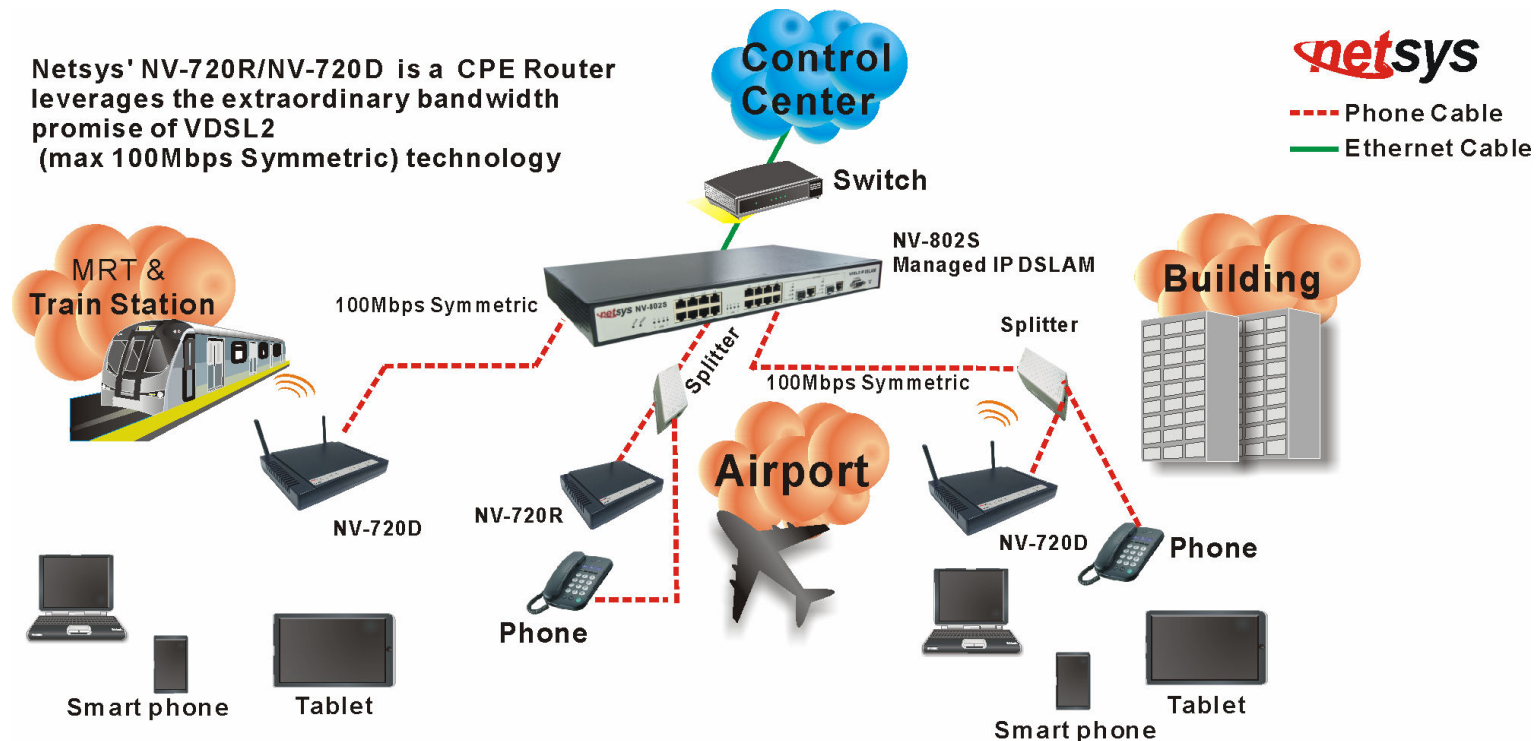 Netsys' NV-720R/NV-720D is a CPE Router
leverages the extraordinary bandwidth
promise of VDSL2
(max 100Mbps Symmetric) technology
Control
Center
netsys
Phone Cable
Ethernet Cable
Switch
NV-802S
Managed IP DSLAM
MRT &
Train Station
100Mbps Symmetric
netsys NV-802S
Building
Splitter
Splitter
100Mbps Symmetric
Airport
NV-720D
NV-720R
NV-720D
Phone
Phone
Smart phone
Tablet
Tablet
Smart phone